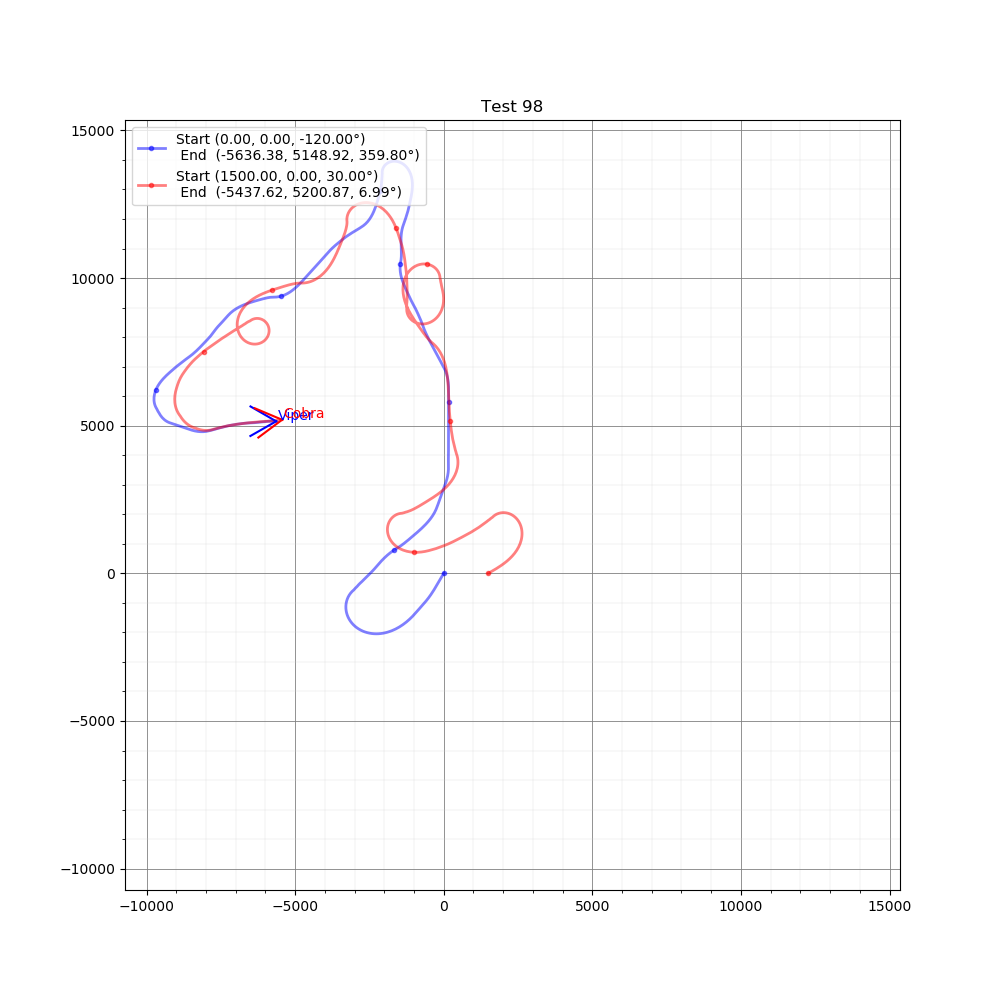 Test 98
Start (0.00, 0.00, -120.00°)
End (-5636.38, 5148.92, 359.80°)
Start (1500.00, 0.00, 30.00°)
End (-5437.62, 5200.87, 6.99°)
15000
10000
5000
0
−5000
−10000
Cobra
Viper
−10000
−5000
0
5000
10000
15000